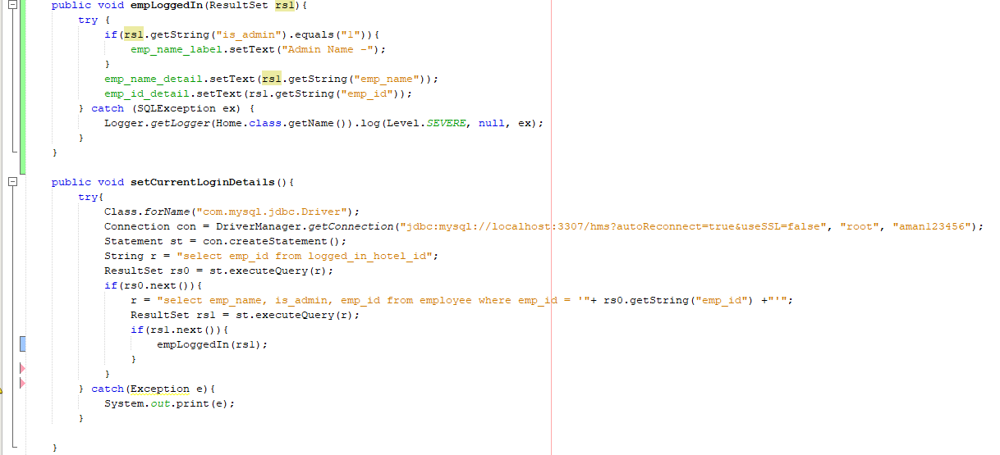 public void empLoggedIn(ResultSet rs1){
try {
if(rs1.getString("is_admin").equals("1")){
emp_name_label.setText("Admin Name -");
}
emp_name_detail.setText(rs1.getString("emp_name"));
emp_id_detail.setText(rs1.getString("emp_id"));
} catch (SQLException ex) {
Logger.getLogger(Home.class.getName()).log(Level.SEVERE, null, ex);
}
}
public void setCurrentLoginDetails(){
try{
Class.forName("com.mysql.jdbc.Driver");
Connection con = DriverManager.getConnection("jdbc:mysql://localhost:3307/hms?autoReconnect=true&useSSL=false", "root", "aman123456");
Statement st = con.createStatement();
String r = "select emp_id from logged_in_hotel_id";
ResultSet rs0 = st.executeQuery(r);
if(rs0.next()){
r = "select emp_name, is_admin, emp_id from employee where emp_id = '"+ rs0.getString("emp_id") +"'";
ResultSet rs1 = st.executeQuery(r);
if(rs1.next()){
empLoggedIn(rs1);
}
}
} catch(Exception e){
System.out.print(e);
}
}